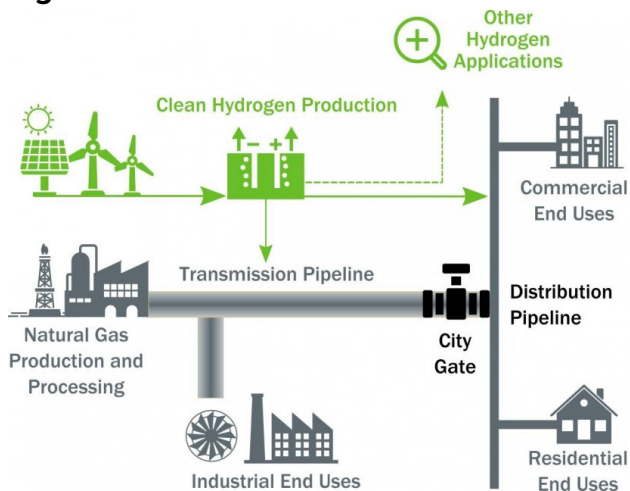 Other
Hydrogen
Applications
Clean Hydrogen Production
- +
Commercial
End Uses
Transmission Pipeline
Distribution
Pipeline
Natural Gas
Production and
Processing
City
Gate
Industrial End Uses
Residential
End Uses